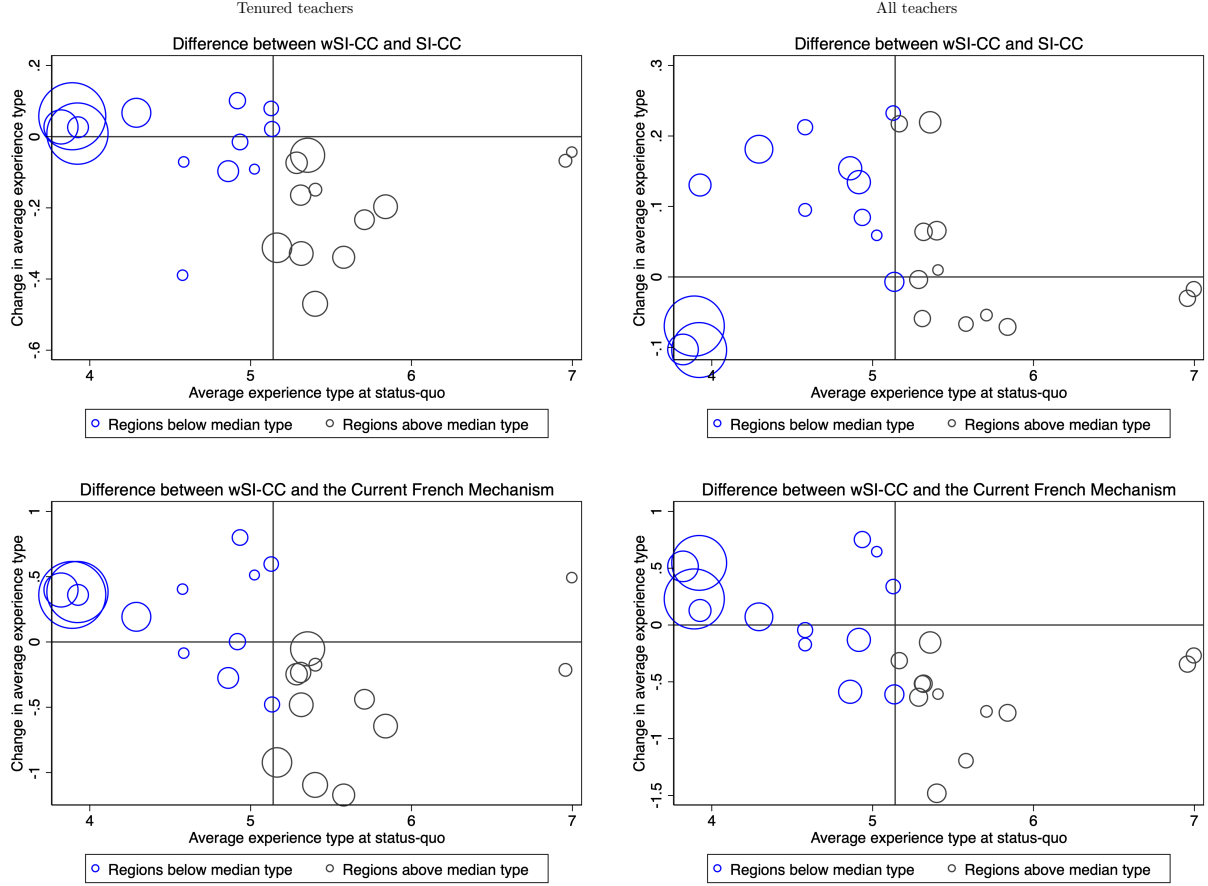 Tenured teachers
Difference between wSI-CC and SI-CC
Change in average experience type
.2
0
-.2
-.4
-.6
4 5 6 7
Average experience type at status-quo
Regions below median type Regions above median type
All teachers
Difference between wSI-CC and SI-CC
Change in average experience type
.3
.2
.1
0
-.1
4 5 6 7
Average experience type at status-quo
Regions below median type Regions above median type
Difference between wSI-CC and the Current French Mechanism
Change in average experience type
1
.5
0
-.5
-1
4 5 6 7
Average experience type at status-quo
Regions below median type Regions above median type
Difference between wSI-CC and the Current French Mechanism
Change in average experience type
1
.5
0
-.5
-1
-1.5
4 5 6 7
Average experience type at status-quo
Regions below median type Regions above median type